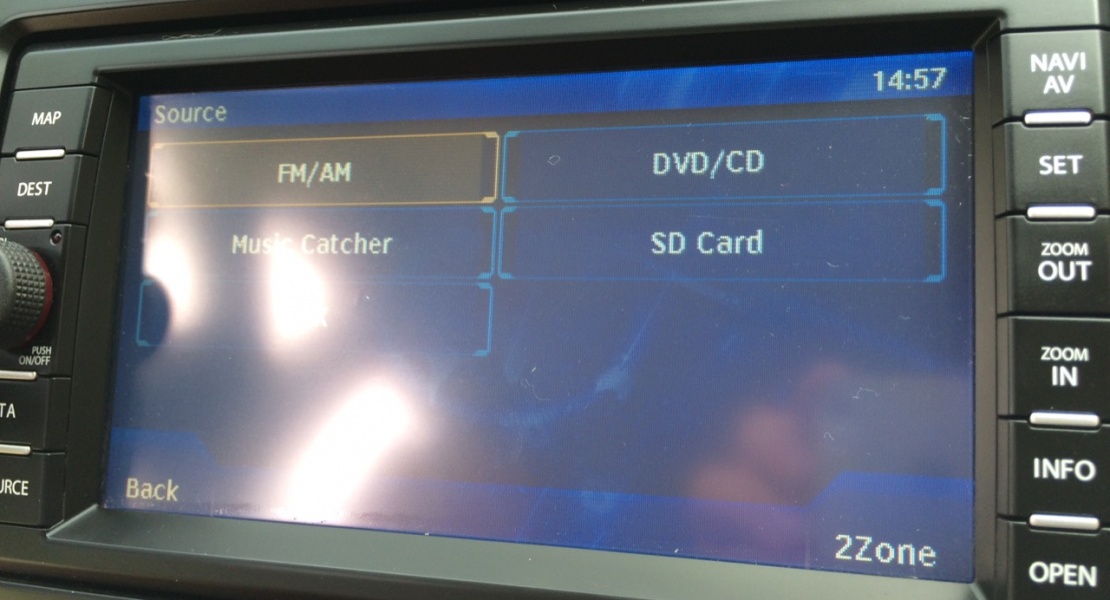 MAP
DEST
PUSH
ON/OFF
TA
URCE
14:57
Source
FM/AM
DVD/CD
Music Catcher
SD Card
Back
2Zone
NAVI
AV
SET
ZOOM
OUT
ZOOM
IN
INFO
OPEN